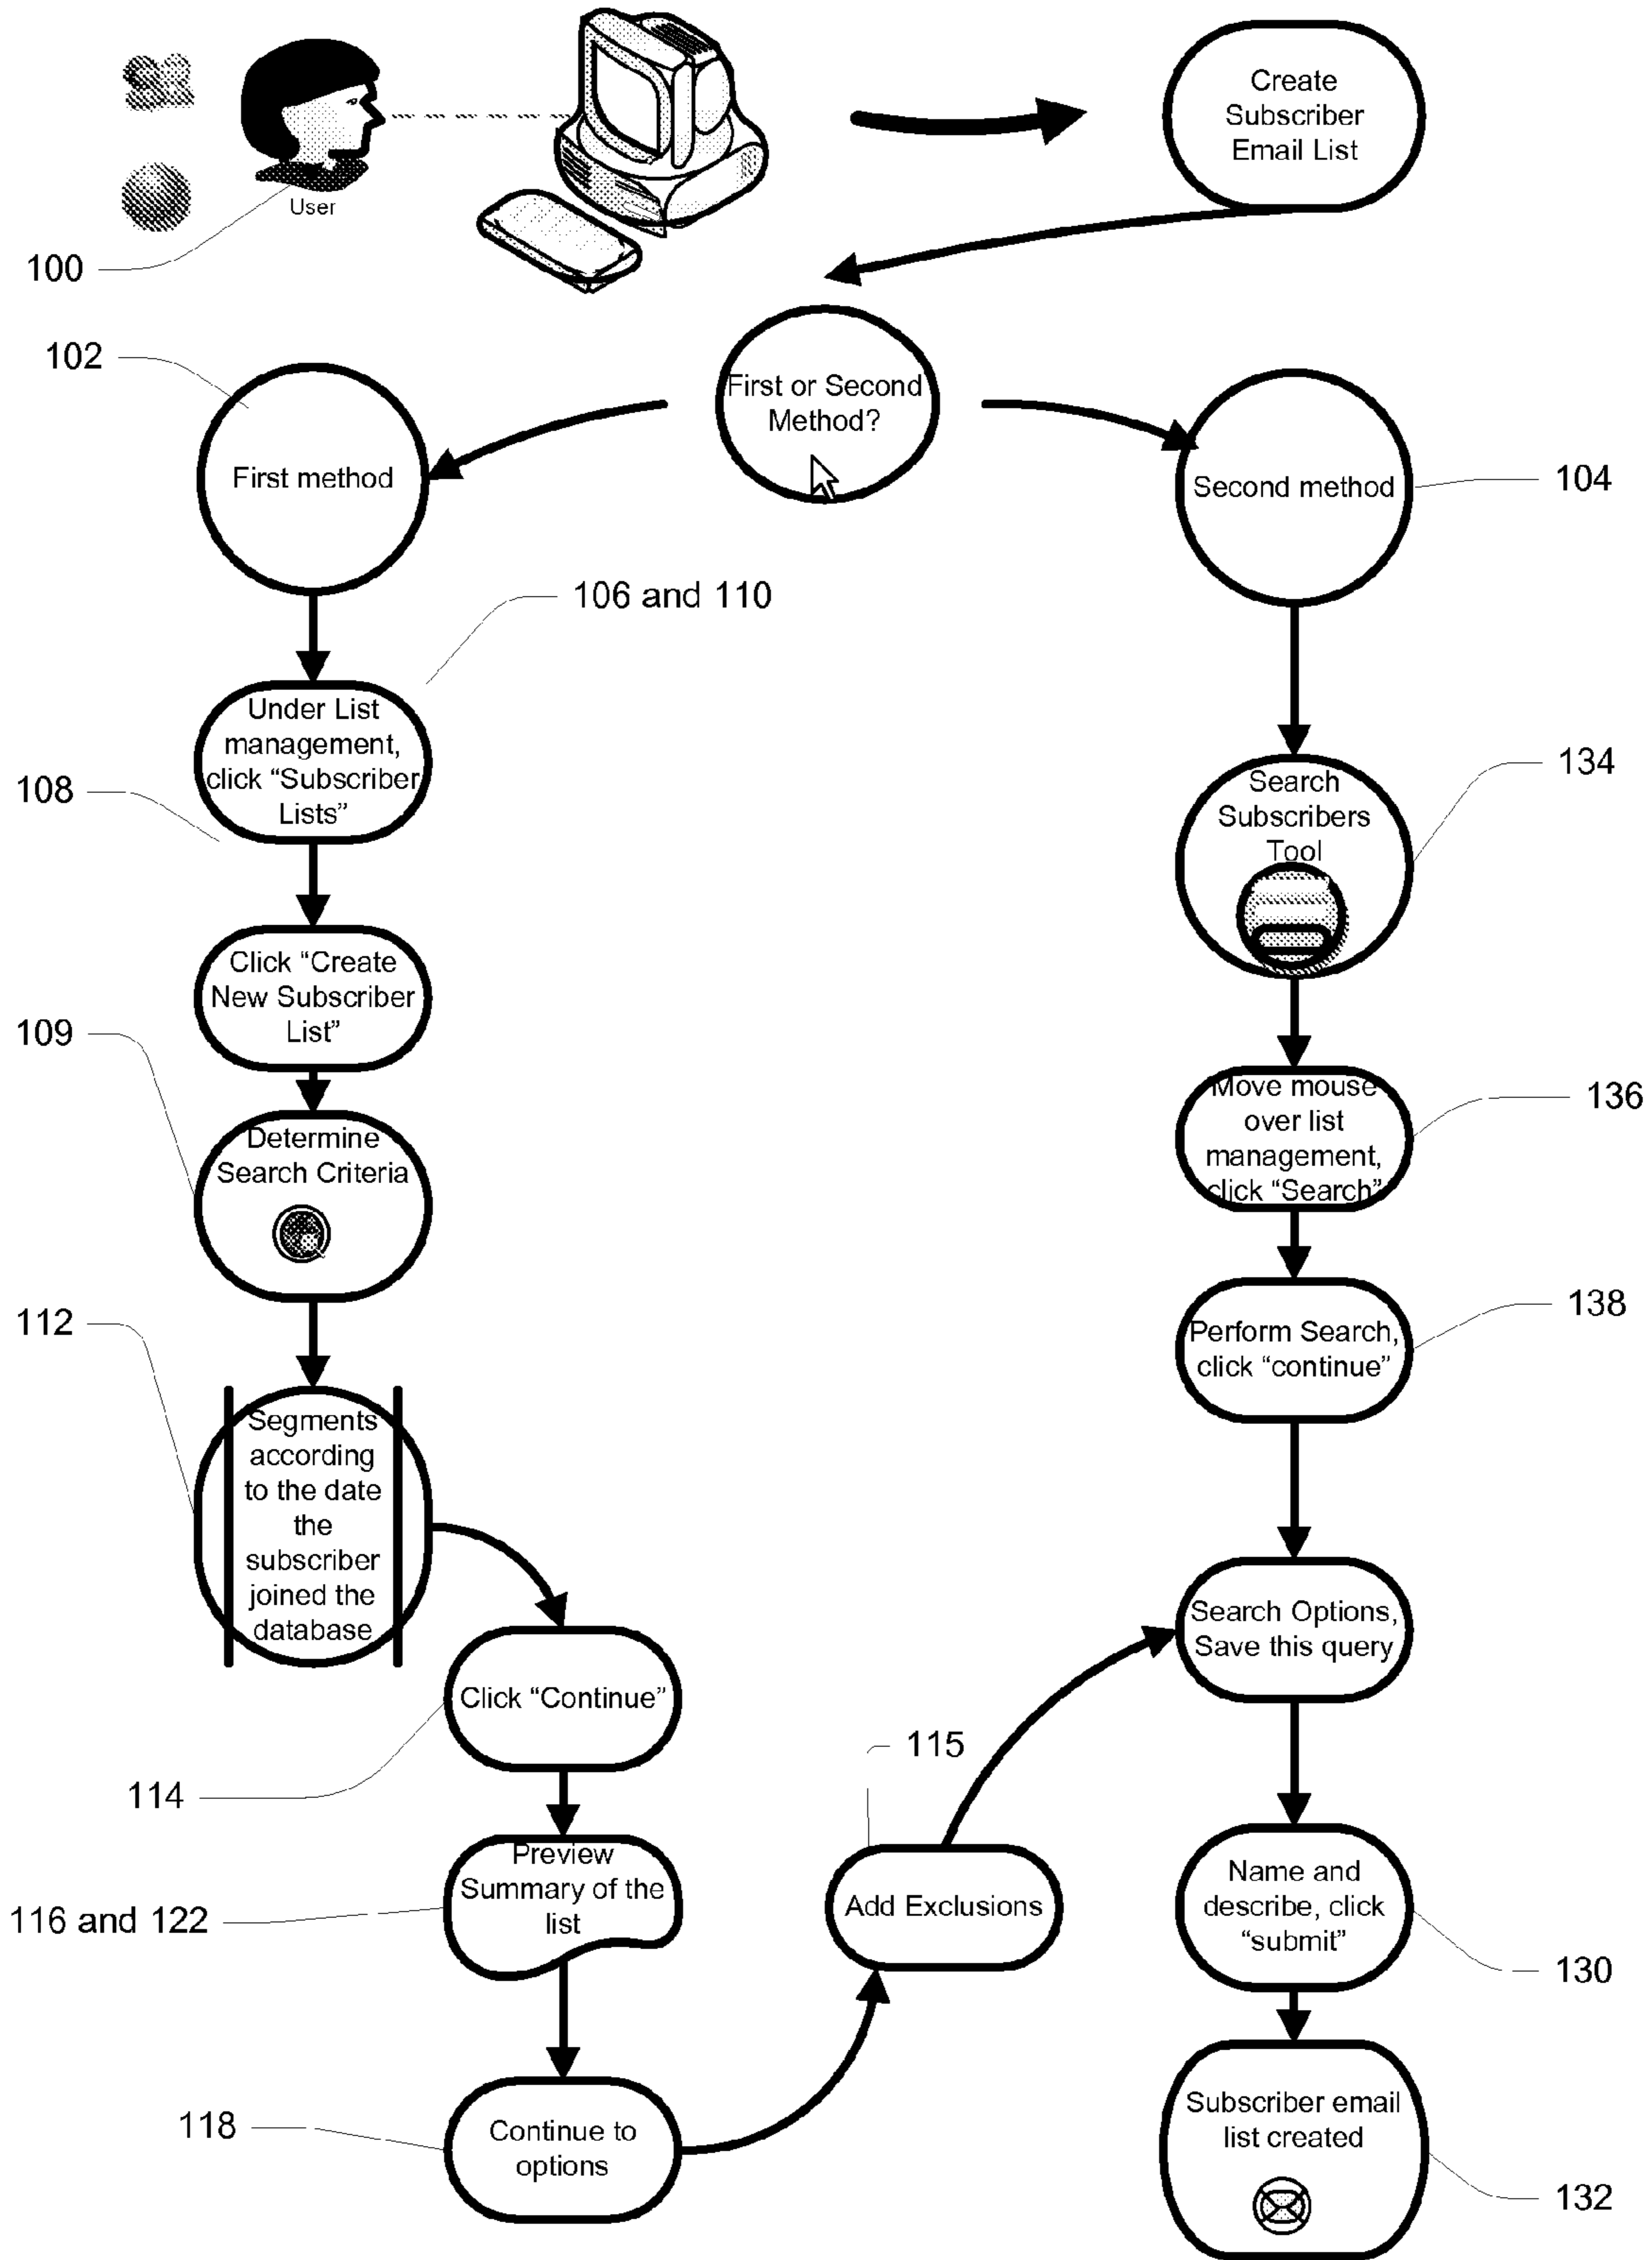 Create
Subscriber
Email List
User
100
102
First or Second
Method?
First method
Second method
104
106 and 110
Under List
management,
click “Subscriber
Lists”
108
Search
Subscribers
Tool
134
Click “Create
New Subscriber
List”
109
Determine
Search Criteria
Move mouse
over list
management,
click “Search”
136
112
Segments
according
to the date
the
subscriber
joined the
database
Perform Search,
click “continue”
138
Click “Continue”
114
Search Options,
Save this query
115
Preview
Summary of the
list
116 and 122
Add Exclusions
Name and
describe, click
“submit”
130
118
Continue to
options
Subscriber email
list created
132